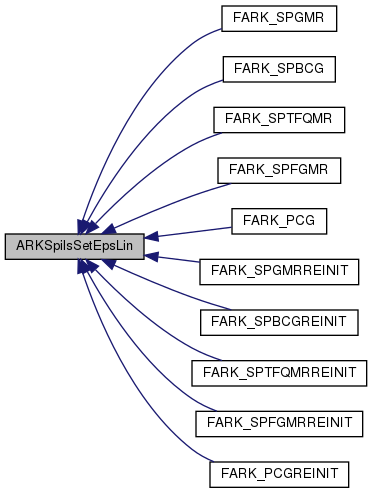 FARK_SPGMR
FARK_SPBCG
FARK_SPTFQMR
FARK_SPFGMR
FARK_PCG
ARKSpilsSetEpsLin
FARK_SPGMRREINIT
FARK_SPBCGREINIT
FARK_SPTFQMRREINIT
FARK_SPFGMRREINIT
FARK_PCGREINIT